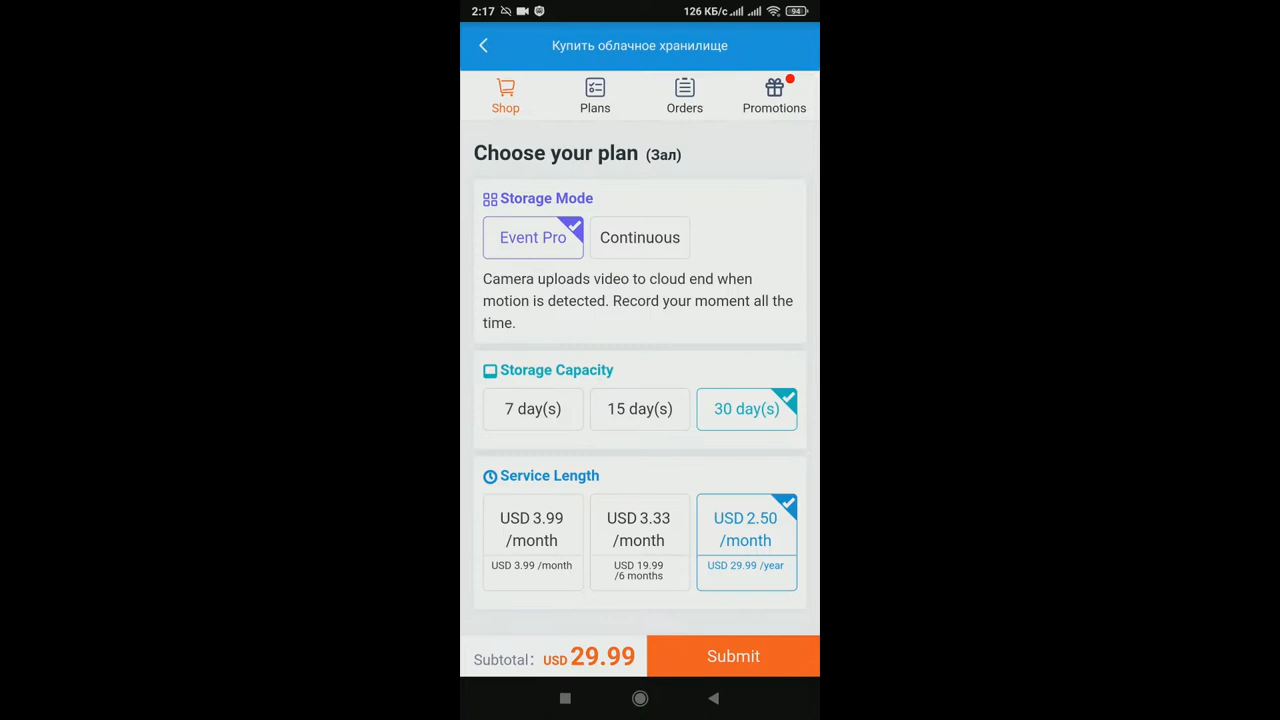 2:17 126 КБ/с 94
Купить облачное хранилище
Shop Plans Orders Promotions
Choose your plan (Зал)
Storage Mode
Event Pro Continuous
Camera uploads video to cloud end when
motion is detected. Record your moment all the
time.
Storage Capacity
7 day(s) 15 day(s) 30 day(s)
Service Length
USD 3.99 /month
USD 3.99 /month
USD 3.33 /month
USD 19.99 /6 months
USD 2.50 /month
USD 29.99 /year
Subtotal: USD 29.99 Submit